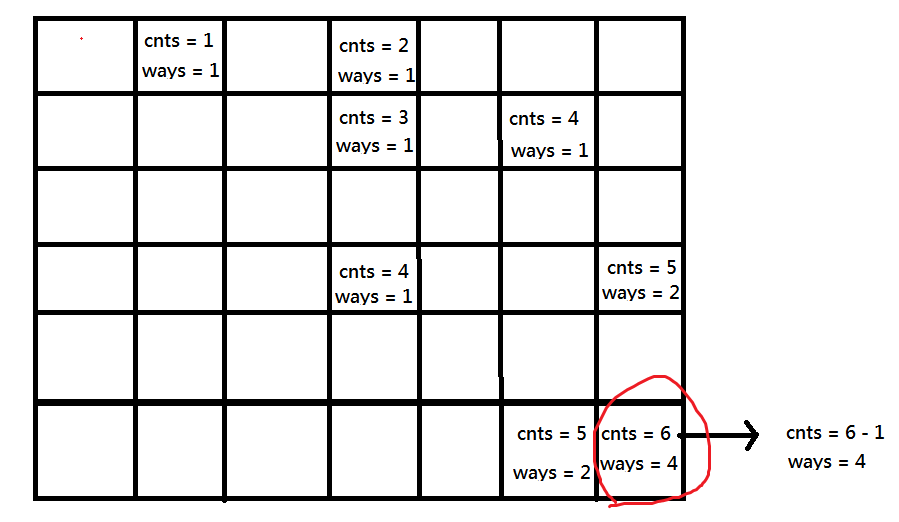 cnts = 1
ways = 1
cnts = 2
ways = 1
cnts = 3
ways = 1
cnts = 4
ways = 1
cnts = 4
ways = 1
cnts = 5
ways = 2
cnts = 5
ways = 2
cnts = 6
ways = 4
cnts = 6 - 1
ways = 4